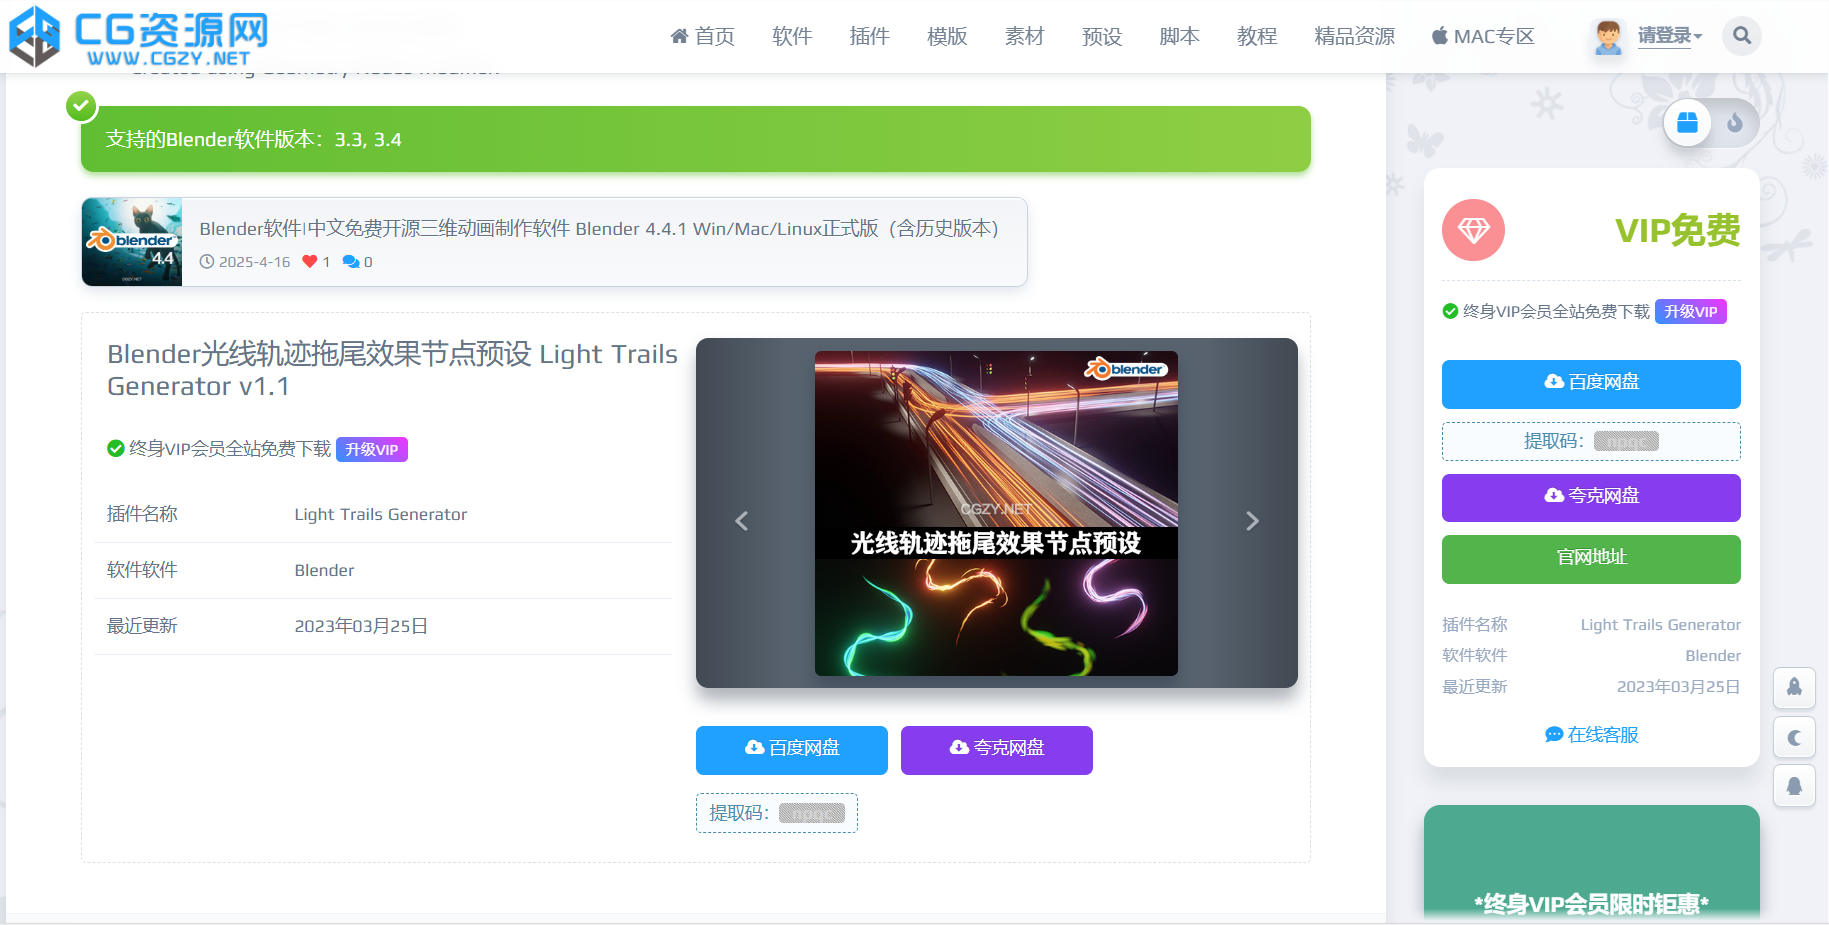 CG资源网
WWW.CGZY.NET
首页 软件 插件 模版 素材 预设 脚本 教程 精品资源 MAC专区 请登录
created using Geometry Nodes modifier.
支持的Blender软件版本：3.3, 3.4
blender
4.4
CGZY.NET
Blender软件|中文免费开源三维动画制作软件 Blender 4.4.1 Win/Mac/Linux正式版（含历史版本）
2025-4-16 1 0
Blender光线轨迹拖尾效果节点预设 Light Trails
Generator v1.1
终身VIP会员全站免费下载 升级VIP
插件名称 Light Trails Generator
软件软件 Blender
最近更新 2023年03月25日
blender
CGZY.NET
光线轨迹拖尾效果节点预设
百度网盘 夸克网盘
提取码： npqc
VIP免费
终身VIP会员全站免费下载 升级VIP
百度网盘
提取码： npqc
夸克网盘
官网地址
插件名称 Light Trails Generator
软件软件 Blender
最近更新 2023年03月25日
在线客服
*终身VIP会员限时钜惠*